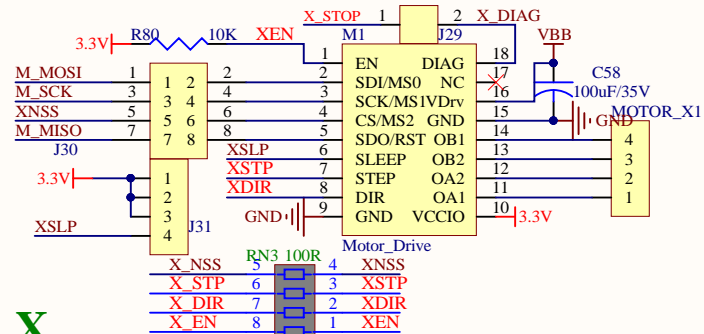 X_STOP 1 2 X_DIAG
R80 10K XEN M1 J29 VBB
3.3V
1 EN DIAG 18
M_MOSI 1 1 2 2 2 SDI/MS0 NC 17 C58
M_SCK 3 3 4 4 3 SCK/MS1 VDrv 16 100uF/35V
XNSS 5 5 6 6 4 CS/MS2 GND 15 GND MOTOR_X1
M_MISO 7 7 8 8 5 SDO/RST OB1 14 4
J30 XSLP 6 SLEEP OB2 13 3
3.3V 1 XSTP 7 STEP OA2 12 2
2 XDIR 8 DIR OA1 11 1
3 GND 9 GND VCCIO 10 3.3V
XSLP 4 J31
Motor_Drive
RN3 100R
X_NSS 5 4 XNSS
X_STP 6 3 XSTP
X_DIR 7 2 XDIR
X_EN 8 1 XEN
X